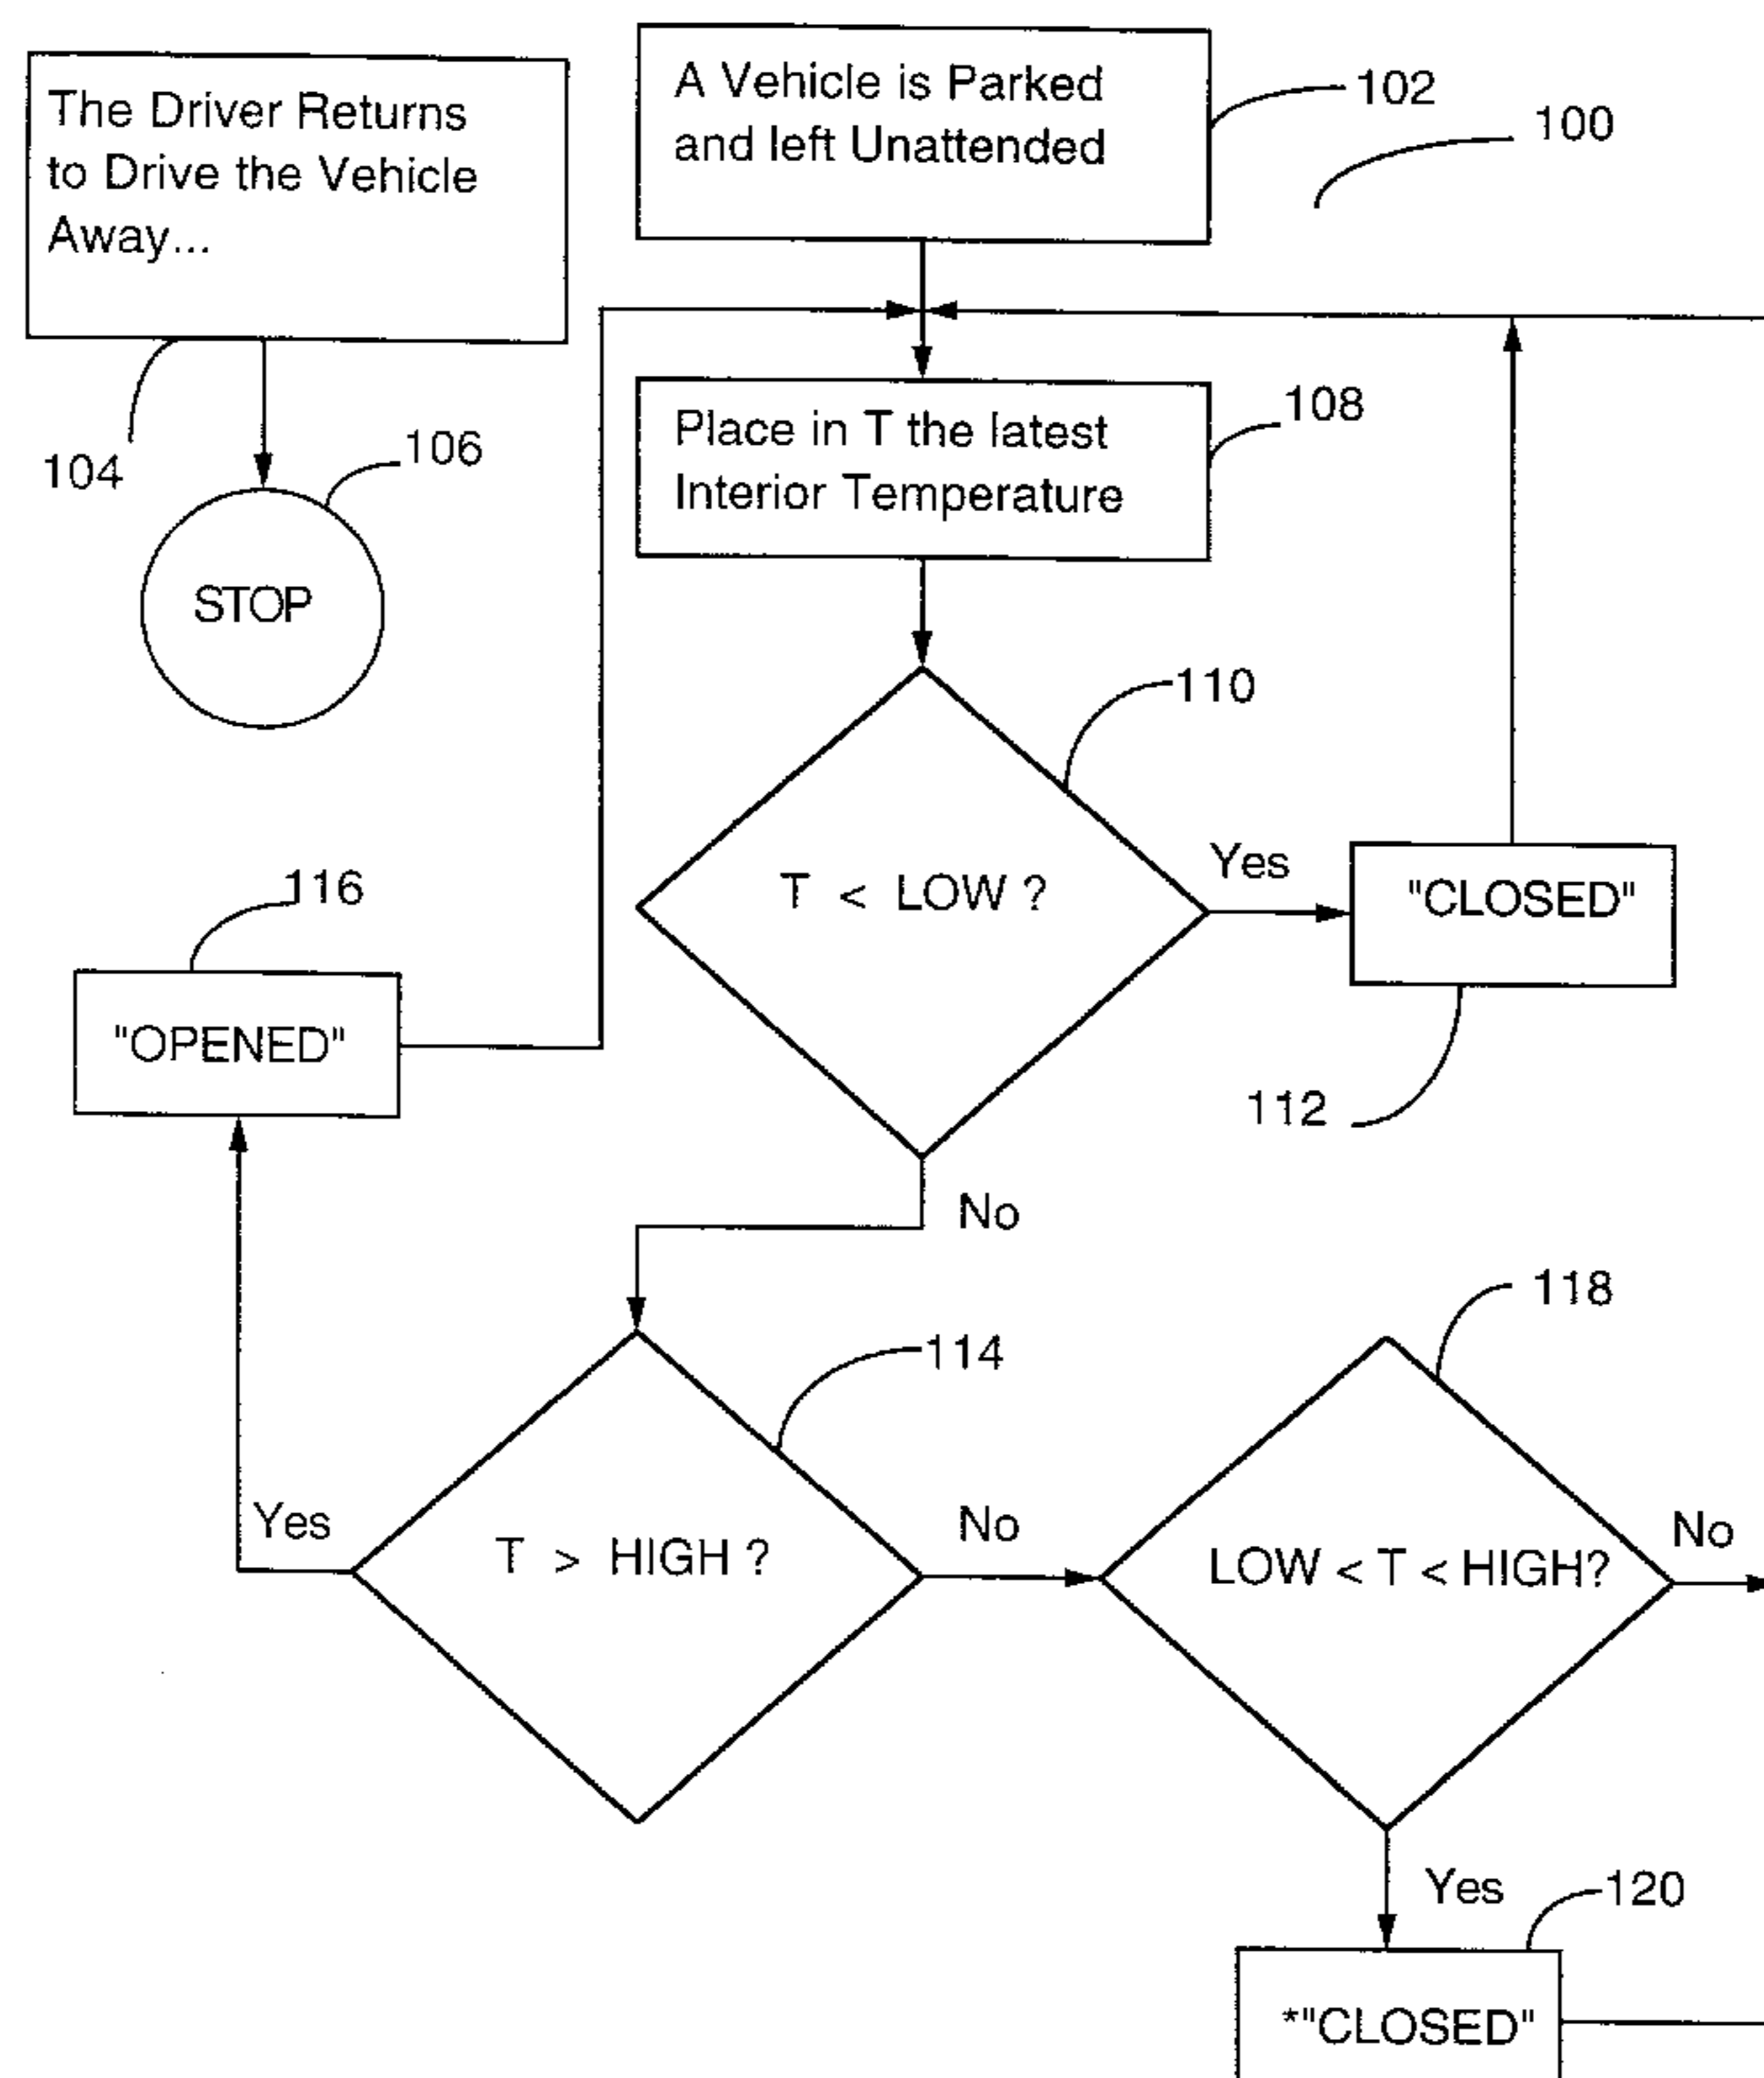 The Driver Returns
to Drive the Vehicle
Away...
104
106
STOP
A Vehicle is Parked
and left Unattended
102
100
Place in T the latest
Interior Temperature
108
110
T < LOW ?
Yes
"CLOSED"
112
116
"OPENED"
No
114
T > HIGH ?
Yes
No
118
LOW < T < HIGH?
No
Yes
120
*"CLOSED"